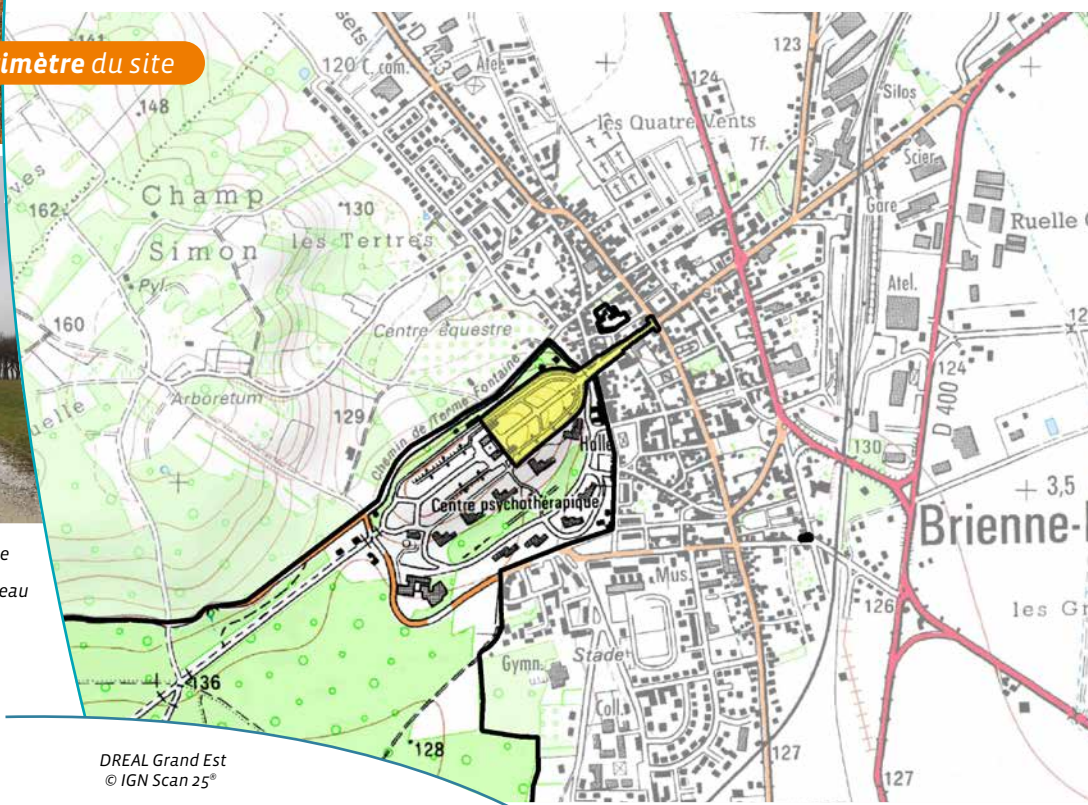 imètre du site
141
148
120
C. com.
D 443
Atel.
124
123
Silos
les Quatre Vents
Tf.
Scier.
Gare
162
Champ
Simon
130
les Tertres
Ruelle
Pyl.
Atel.
160
Centre équestre
Chemin de Terme Fontaine
Arboretum
129
124
D 400
Halle
130
Centre psychothérapique
3,5
Brienne-
Mus.
126
les
Stade
Gymn.
136
Coll.
128
127
127
e
eau
DREAL Grand Est
© IGN Scan 25®